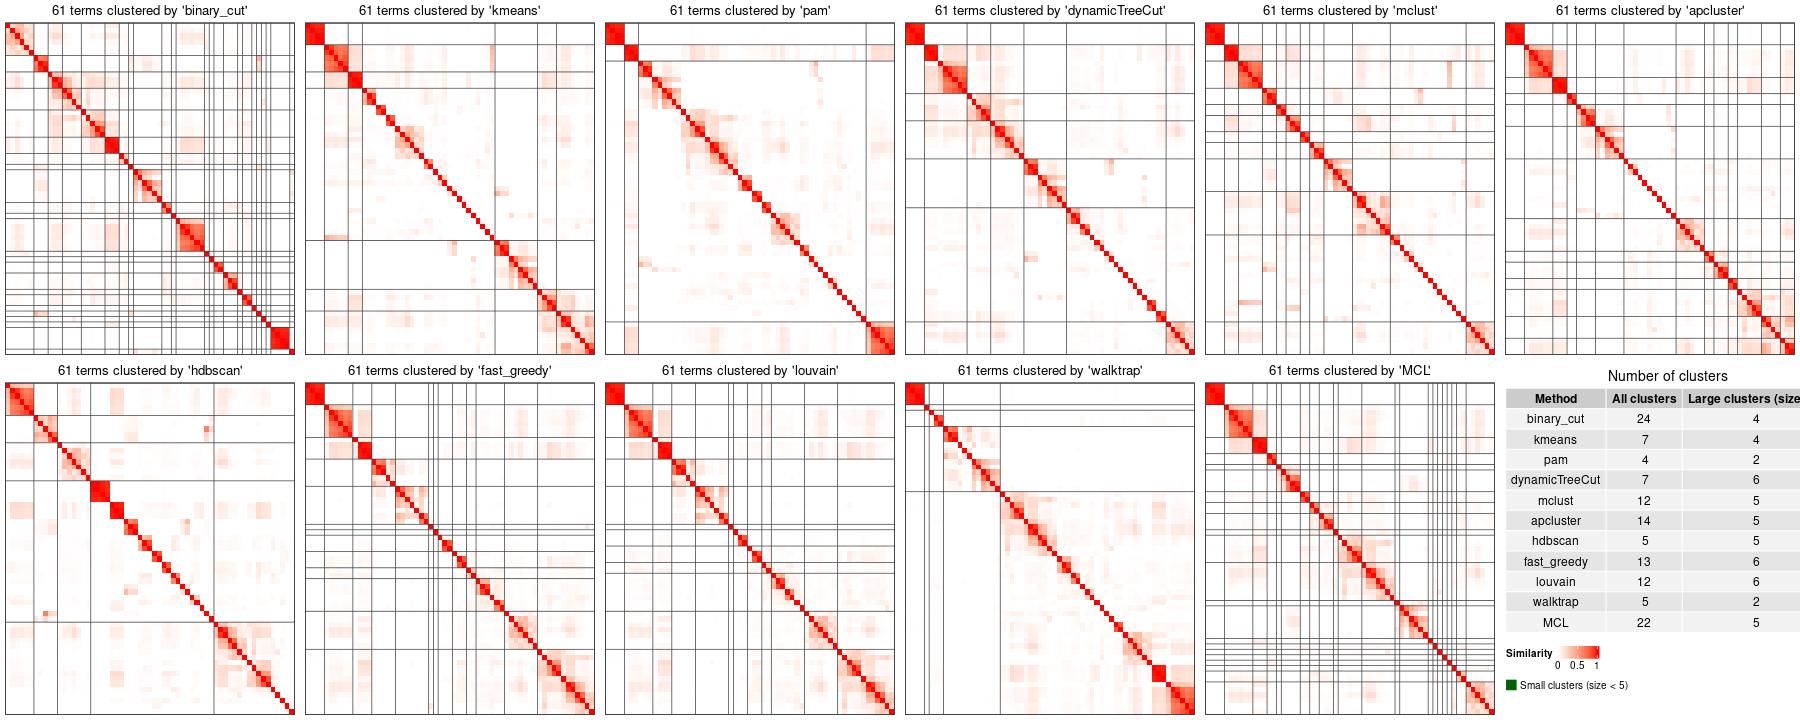 61 terms clustered by 'binary_cut'
61 terms clustered by 'kmeans'
61 terms clustered by 'pam'
61 terms clustered by 'dynamicTreeCut'
61 terms clustered by 'mclust'
61 terms clustered by 'apcluster'
61 terms clustered by 'hdbscan'
61 terms clustered by 'fast_greedy'
61 terms clustered by 'louvain'
61 terms clustered by 'walktrap'
61 terms clustered by 'MCL'
Number of clusters
Method All clusters Large clusters (size
binary_cut 24 4
kmeans 7 4
pam 4 2
dynamicTreeCut 7 6
mclust 12 5
apcluster 14 5
hdbscan 5 5
fast_greedy 13 6
louvain 12 6
walktrap 5 2
MCL 22 5
Similarity
0 0.5 1
Small clusters (size < 5)